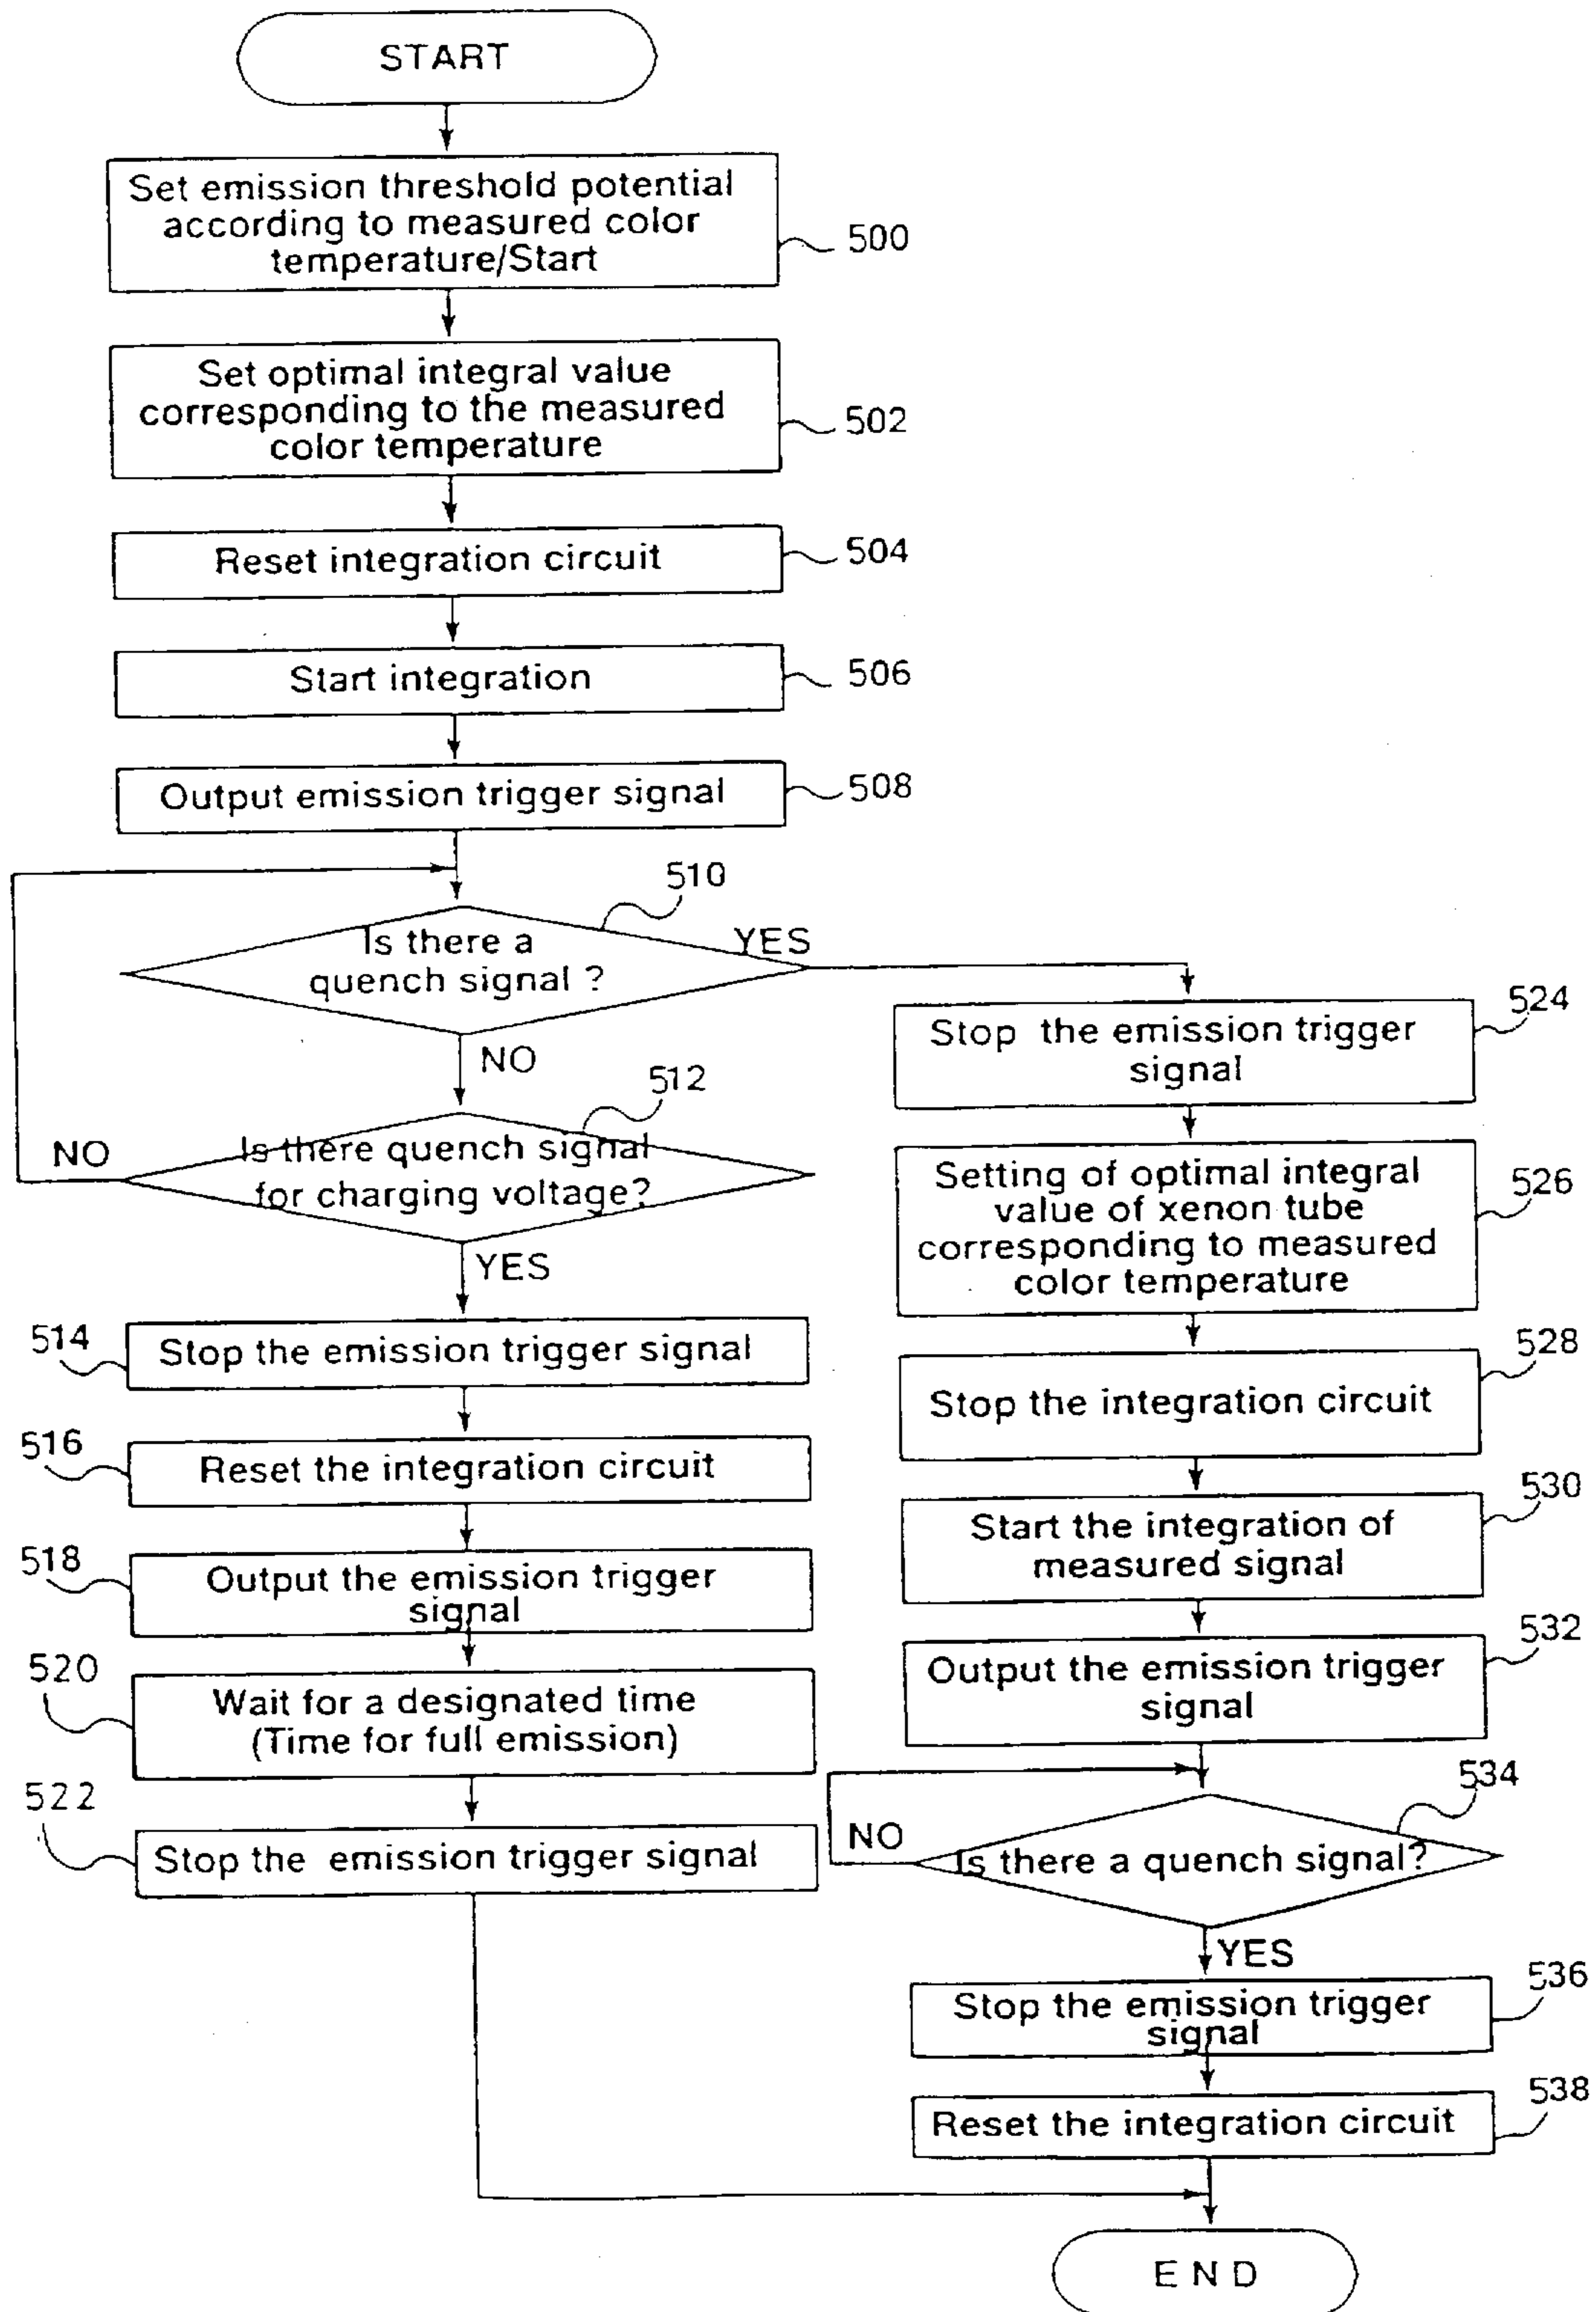 START
Set emission threshold potential
according to measured color
temperature/Start
500
Set optimal integral value
corresponding to the measured
color temperature
502
Reset integration circuit
504
Start integration
506
Output emission trigger signal
508
510
Is there a
quench signal ?
YES
NO
512
Is there quench signal
for charging voltage?
NO
YES
514
Stop the emission trigger signal
516
Reset the integration circuit
518
Output the emission trigger
signal
520
Wait for a designated time
(Time for full emission)
522
Stop the emission trigger signal
524
Stop the emission trigger
signal
526
Setting of optimal integral
value of xenon tube
corresponding to measured
color temperature
528
Stop the integration circuit
530
Start the integration of
measured signal
532
Output the emission trigger
signal
534
NO
Is there a quench signal?
YES
536
Stop the emission trigger
signal
538
Reset the integration circuit
END